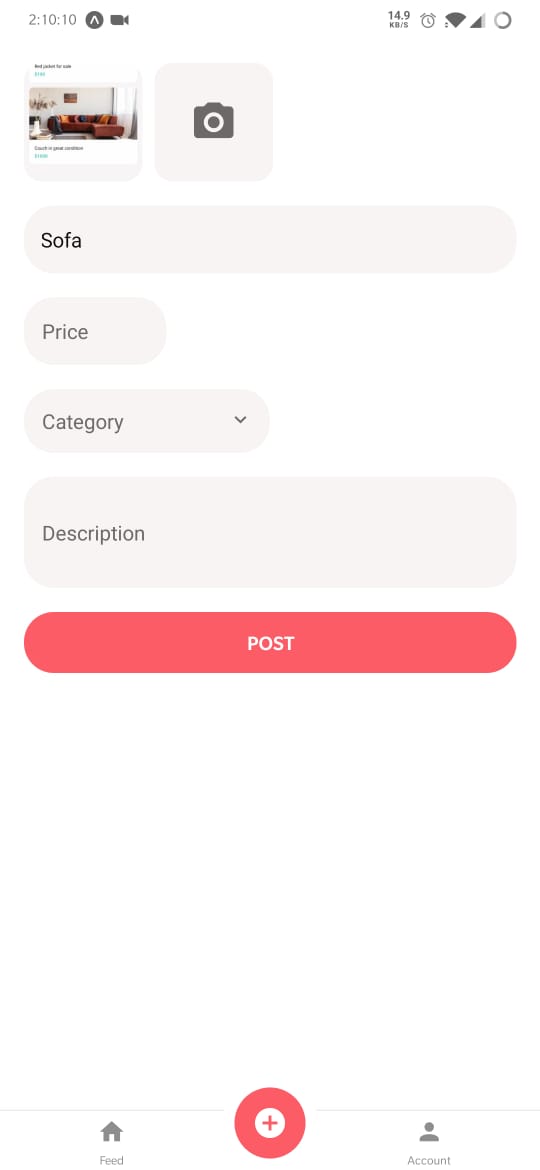 2:10:10
14.9
KB/S
Red jacket for sale
$100
Couch in great condition
$1000
Sofa
Price
Category
Description
POST
Feed
Account